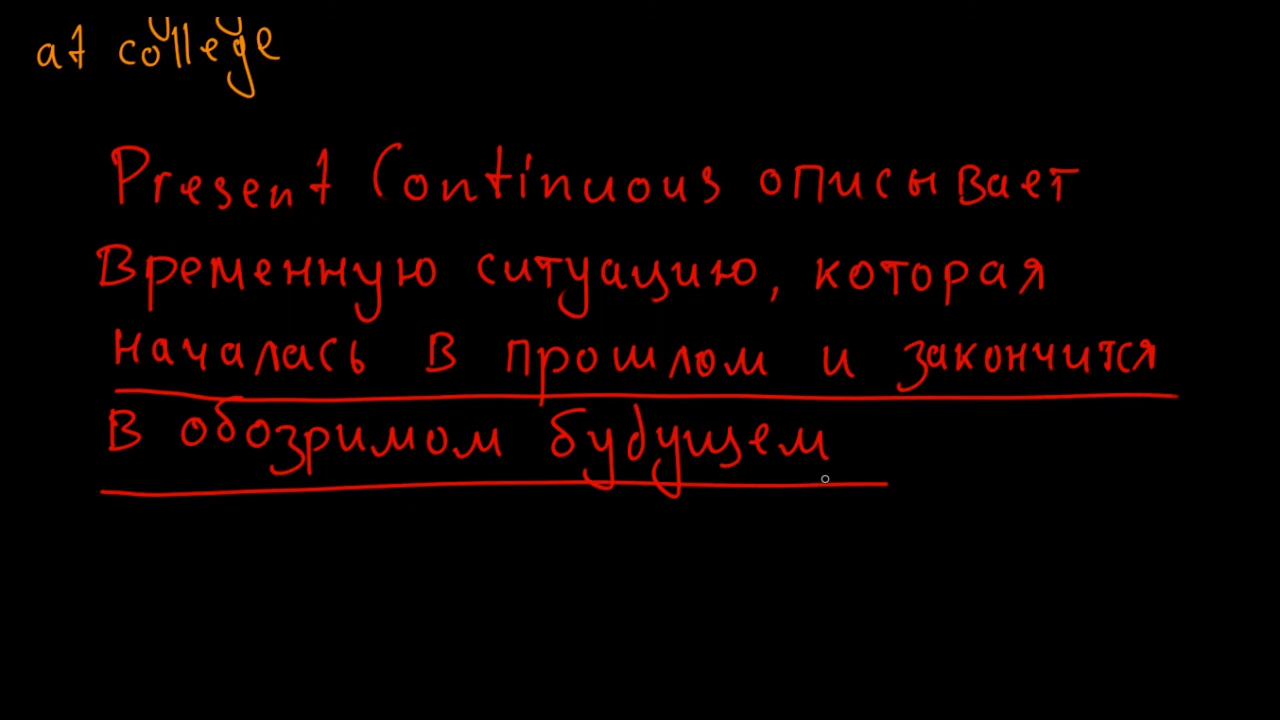 at college
Present Continuous описывает
временную ситуацию, которая
началась в прошлом и закончится
в обозримом будущем